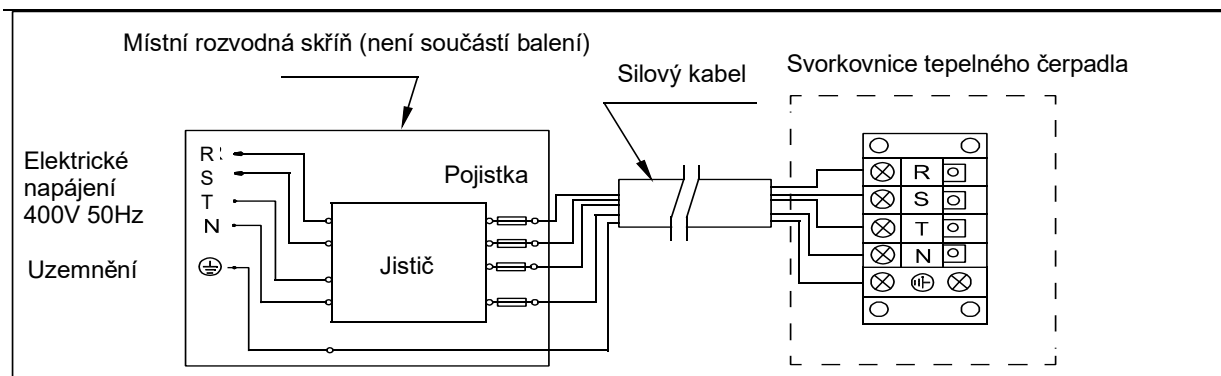 Místní rozvodná skříň (není součástí balení)
Silový kabel
Svorkovnice tepelného čerpadla
Elektrické
napájení
400V 50Hz
Uzemnění
R
S
T
N
Pojistka
Jistič
R
S
T
N